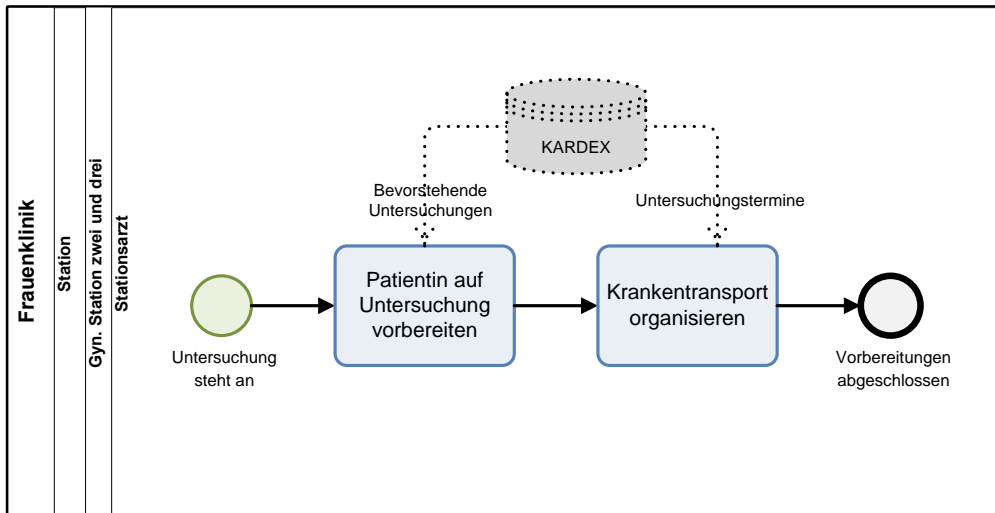 Frauenklinik
Station
Gyn. Station zwei und drei
Stationsarzt
KARDEX
Bevorstehende
Untersuchungen
Untersuchungstermine
Patientin auf
Untersuchung
vorbereiten
Krankentransport
organisieren
Untersuchung
steht an
Vorbereitungen
abgeschlossen